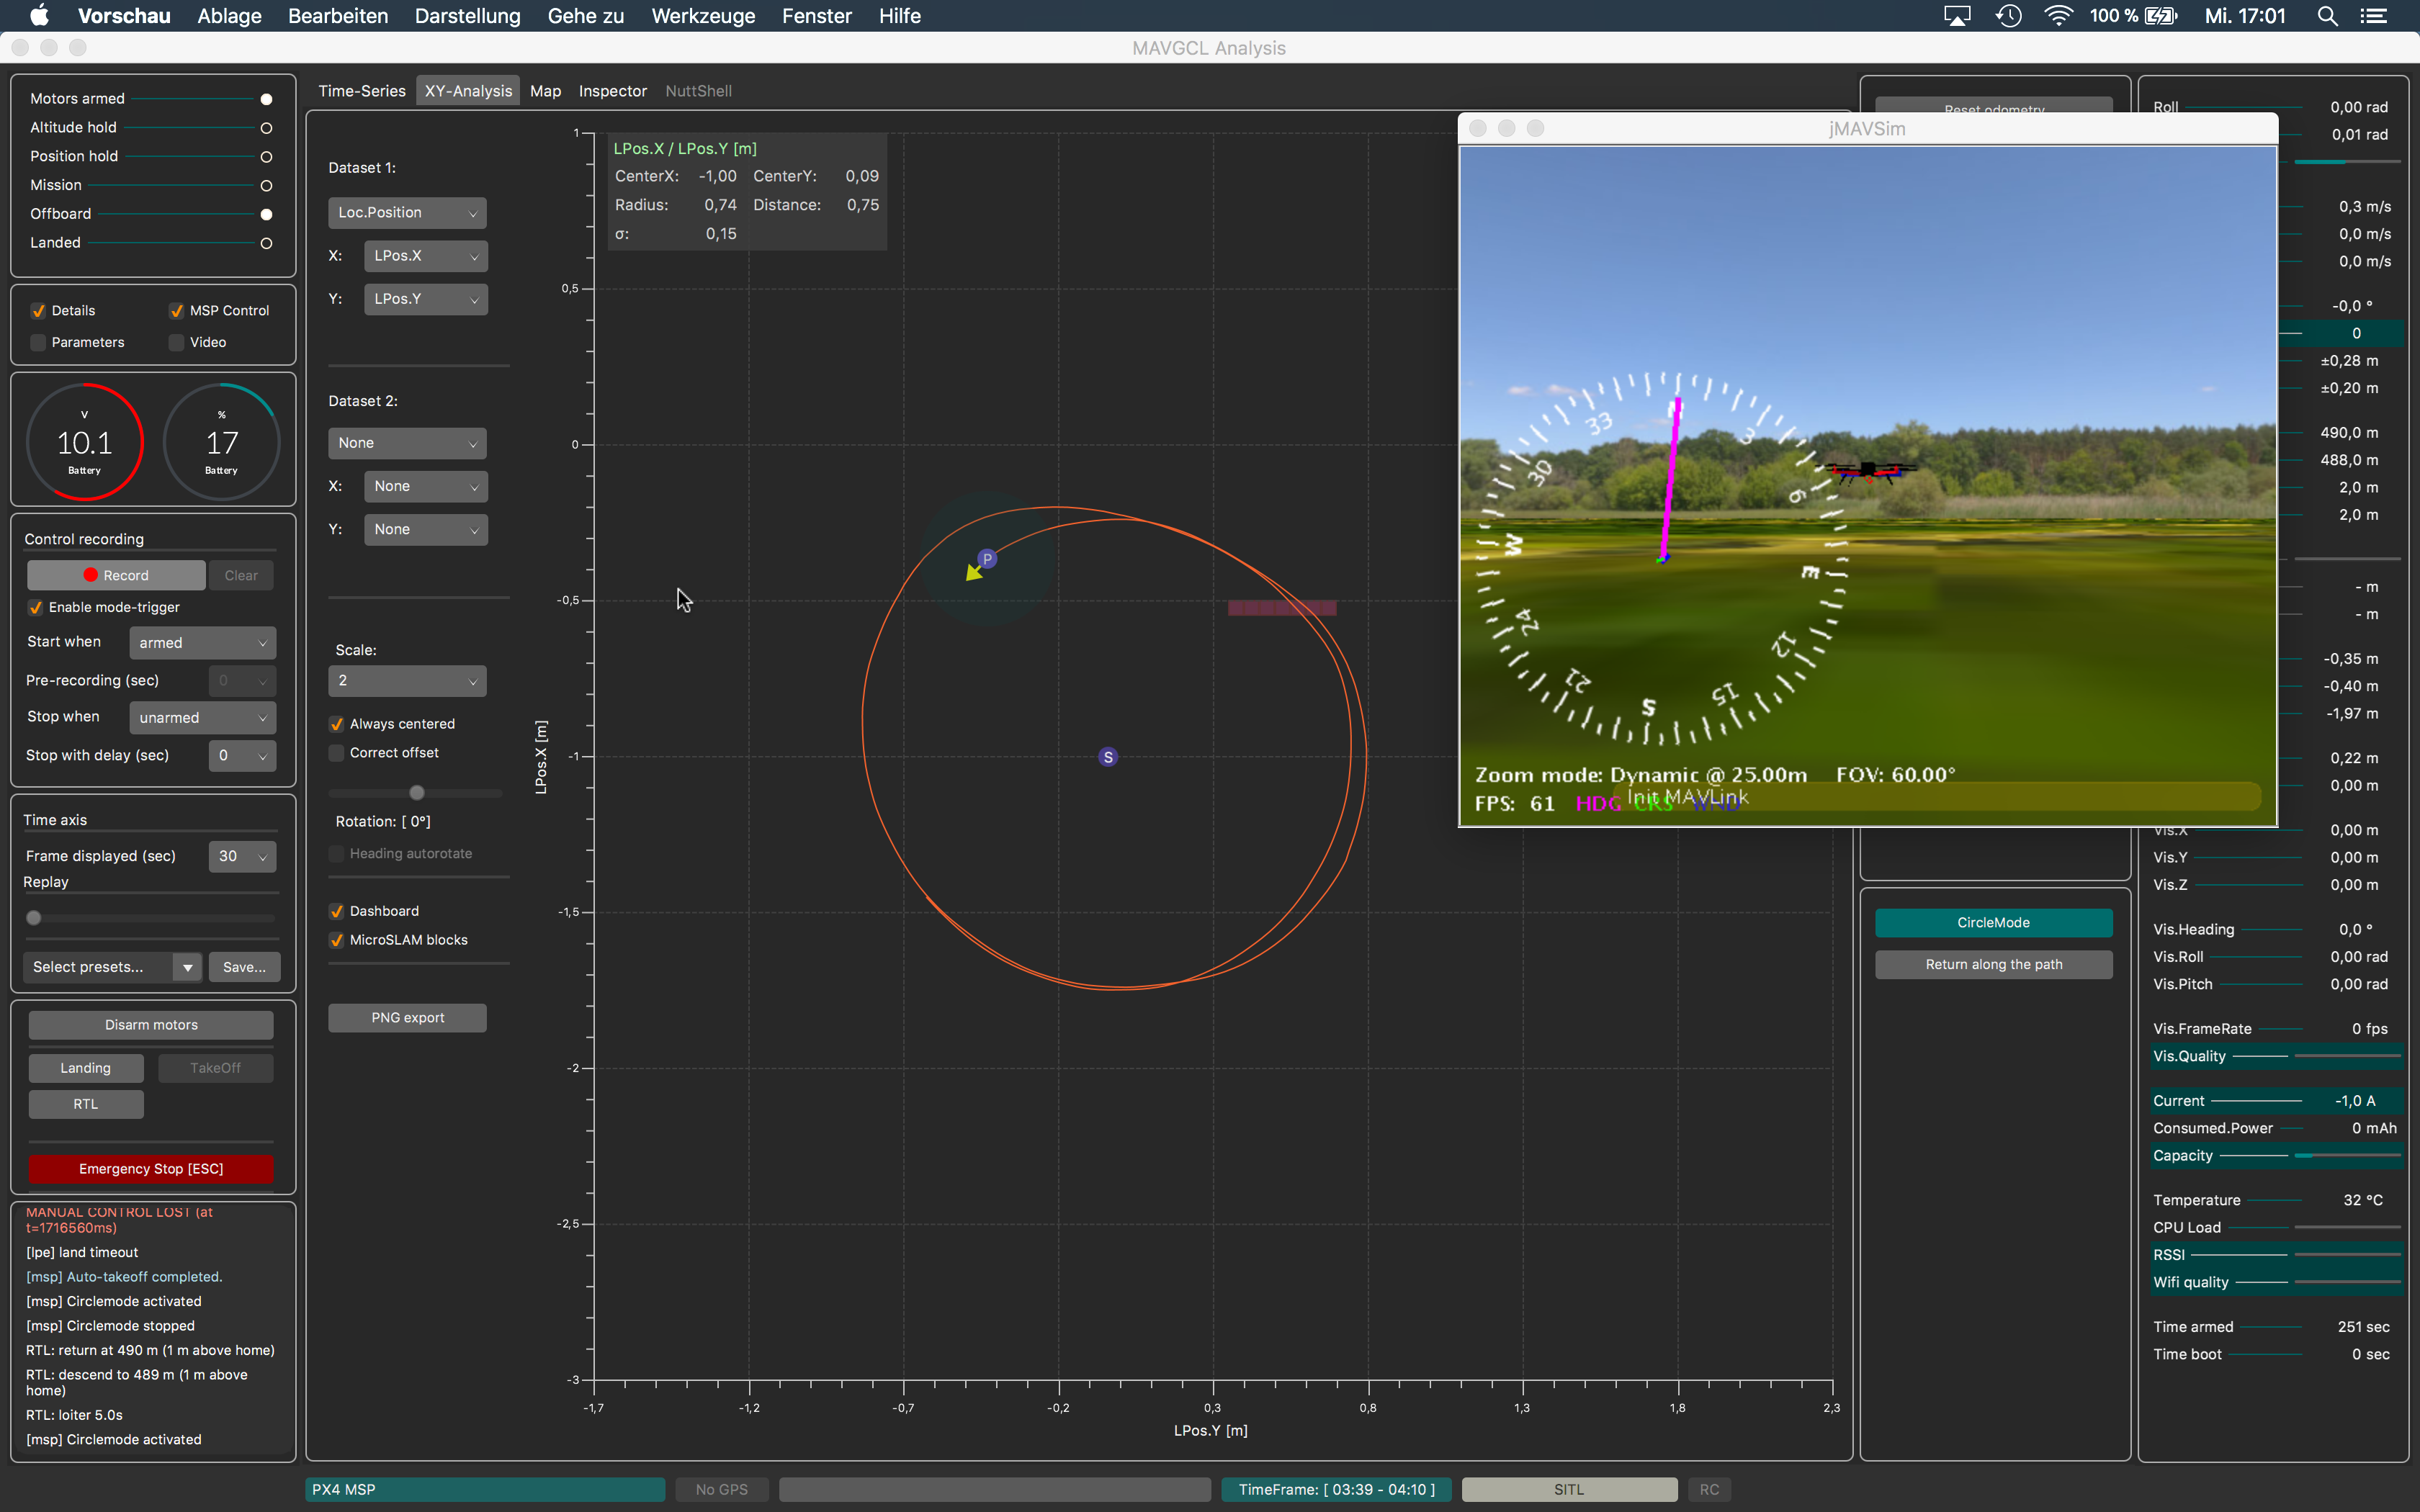 Vorschau Ablage Bearbeiten Darstellung Gehe zu Werkzeuge Fenster Hilfe 100 % Mi. 17:01
MAVGCL Analysis
Motors armed
Altitude hold
Position hold
Mission
Offboard
Landed
Details MSP Control
Parameters Video
V
10.1
Battery
%
17
Battery
Control recording
Record Clear
Enable mode-trigger
Start when armed
Pre-recording (sec) 0
Stop when unarmed
Stop with delay (sec) 0
Time axis
Frame displayed (sec) 30
Replay
Select presets... Save...
Disarm motors
Landing TakeOff
RTL
Emergency Stop [ESC]
MANUAL CONTROL LOST (at
t=1716560ms)
[lpe] land timeout
[msp] Auto-takeoff completed.
[msp] Circlemode activated
[msp] Circlemode stopped
RTL: return at 490 m (1 m above home)
RTL: descend to 489 m (1 m above
home)
RTL: loiter 5.0s
[msp] Circlemode activated
Time-Series XY-Analysis Map Inspector NuttShell
Dataset 1:
Loc.Position
X: LPos.X
Y: LPos.Y
Dataset 2:
None
X: None
Y: None
Scale:
2
Always centered
Correct offset
Rotation: [ 0°]
Heading autorotate
Dashboard
MicroSLAM blocks
PNG export
LPos.X / LPos.Y [m]
CenterX: -1,00 CenterY: 0,09
Radius: 0,74 Distance: 0,75
σ: 0,15
1
0,5
0
-0,5
-1
-1,5
-2
-2,5
-3
LPos.X [m]
P
S
-1,7 -1,2 -0,7 -0,2 0,3 0,8 1,3 1,8 2,3
LPos.Y [m]
Reset odometry
jMAVSim
33 N 3 6 E 12 15 S 21 24 W 30
Zoom mode: Dynamic @ 25.00m FOV: 60.00°
FPS: 61 HDG CRS WND
Init MAVLink
CircleMode
Return along the path
Roll 0,00 rad
0,01 rad
0,3 m/s
0,0 m/s
0,0 m/s
-0,0 °
0
±0,28 m
±0,20 m
490,0 m
488,0 m
2,0 m
2,0 m
- m
- m
-0,35 m
-0,40 m
-1,97 m
0,22 m
0,00 m
Vis.X 0,00 m
Vis.Y 0,00 m
Vis.Z 0,00 m
Vis.Heading 0,0 °
Vis.Roll 0,00 rad
Vis.Pitch 0,00 rad
Vis.FrameRate 0 fps
Vis.Quality
Current -1,0 A
Consumed.Power 0 mAh
Capacity
Temperature 32 °C
CPU Load
RSSI
Wifi quality
Time armed 251 sec
Time boot 0 sec
PX4 MSP No GPS TimeFrame: [ 03:39 - 04:10 ] SITL RC